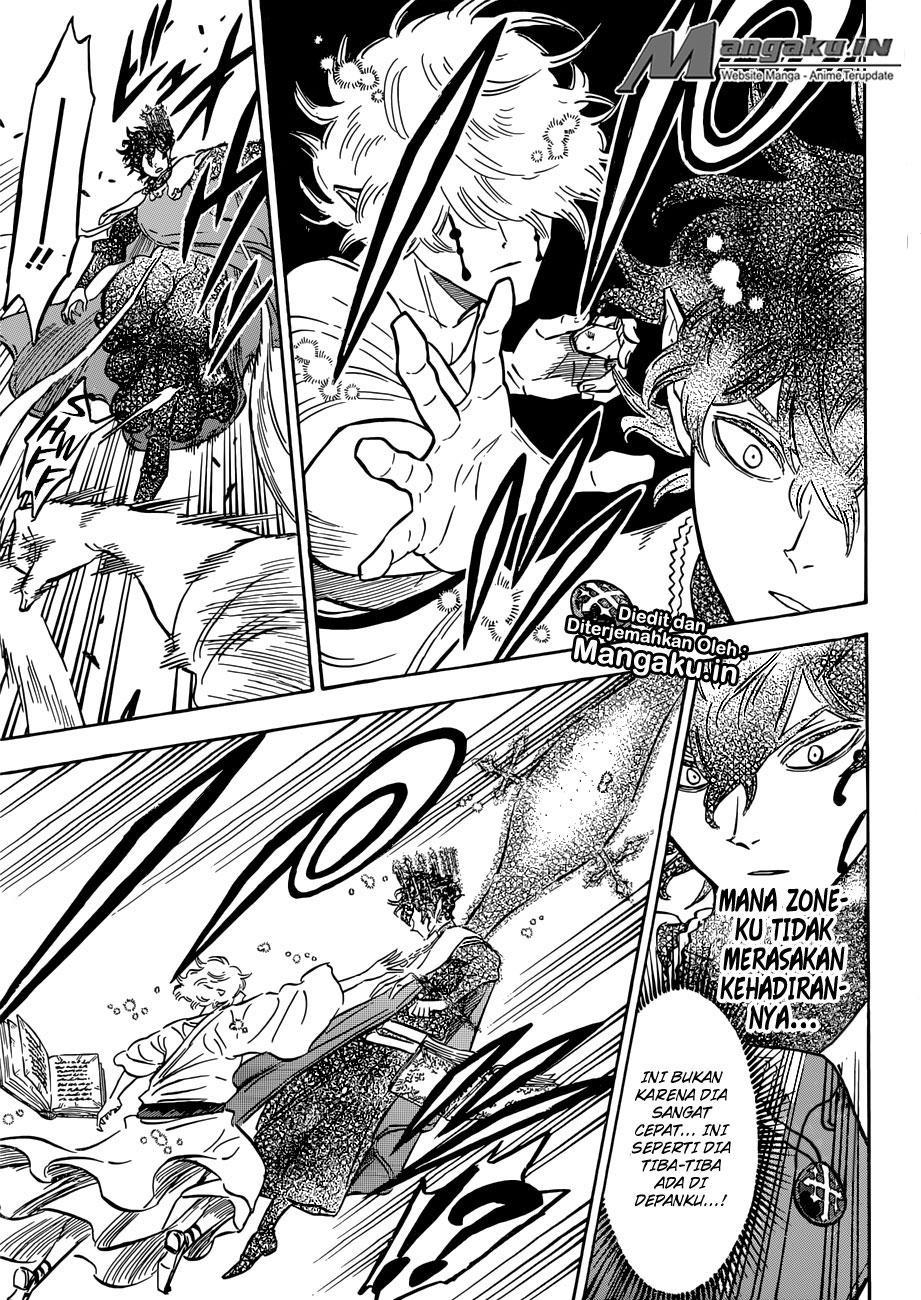 Mangaku.in
Website Manga - Anime Terupdate
!!
HNFF
Diedit dan
Diterjemahkan Oleh :
Mangaku.in
MANA ZONE-
KU TIDAK
MERASAKAN
KEHADIRAN-
NYA...
INI BUKAN
KARENA DIA
SANGAT
CEPAT... INI
SEPERTI DIA
TIBA-TIBA
ADA DI
DEPANKU...!
!?